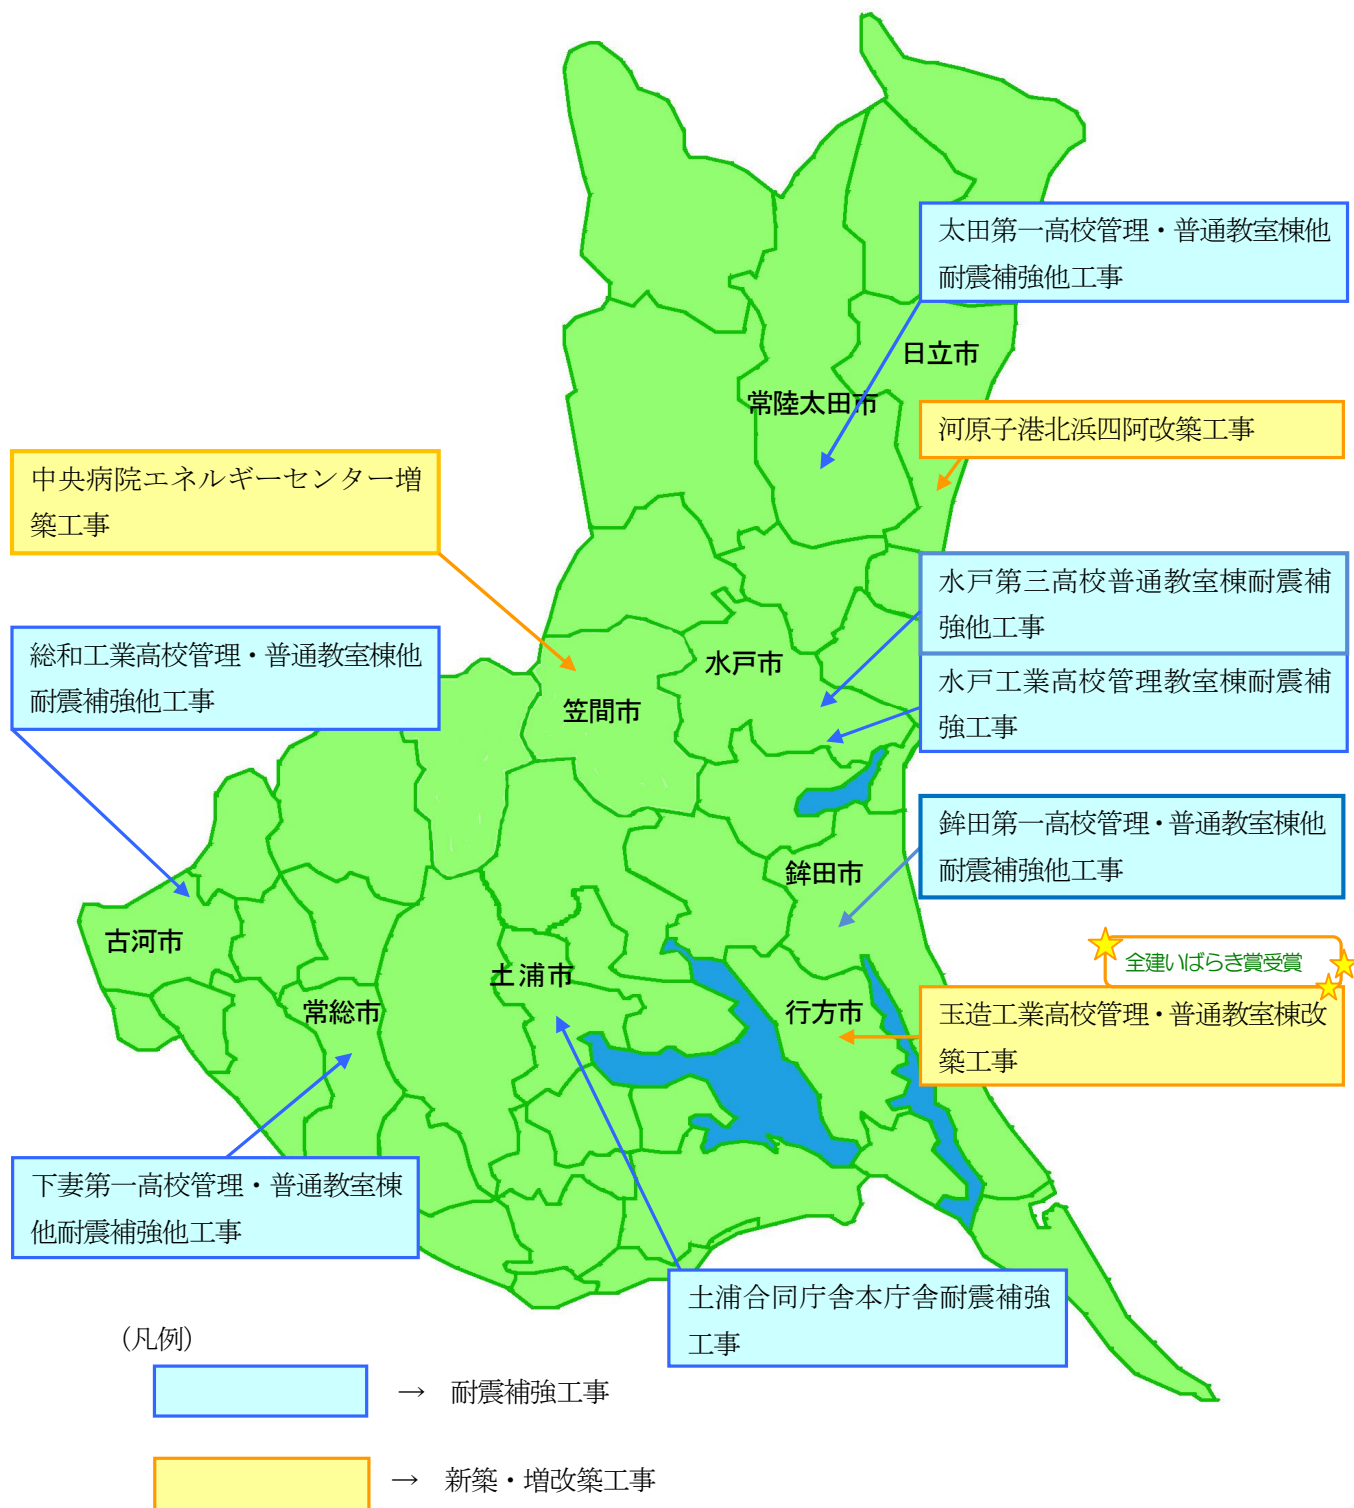 太田第一高校管理・普通教室棟他
耐震補強他工事
日立市
常陸太田市
河原子港北浜四阿改築工事
中央病院エネルギーセンター増
築工事
水戸第三高校普通教室棟耐震補
強他工事
総和工業高校管理・普通教室棟他
耐震補強他工事
水戸市
水戸工業高校管理教室棟耐震補
強工事
笠間市
鉾田第一高校管理・普通教室棟他
耐震補強他工事
鉾田市
古河市
土浦市
全建いばらき賞受賞
常総市
行方市
玉造工業高校管理・普通教室棟改
築工事
下妻第一高校管理・普通教室棟
他耐震補強他工事
土浦合同庁舎本庁舎耐震補強
工事
（凡例）
→ 耐震補強工事
→ 新築・増改築工事